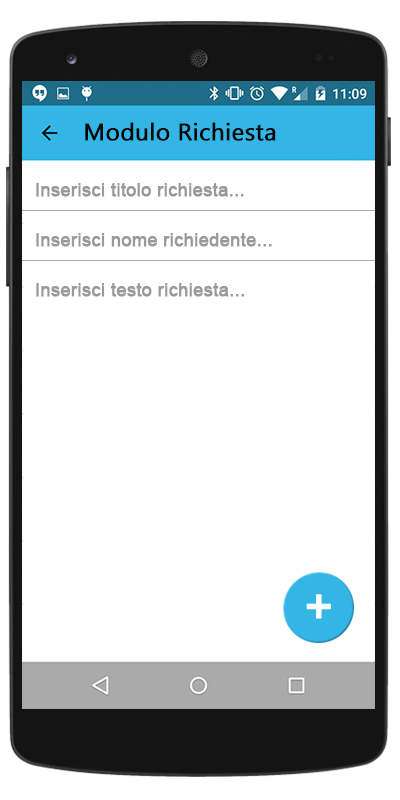 R 11:09
Modulo Richiesta
Inserisci titolo richiesta...
Inserisci nome richiedente...
Inserisci testo richiesta...